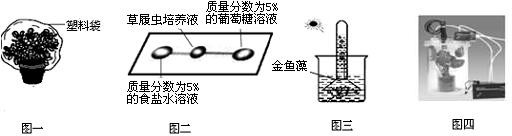 塑料袋
草履虫培养液
质量分数为5%
的葡萄糖溶液
质量分数为5%
的食盐水溶液
金鱼藻
图一
图二
图三
图四